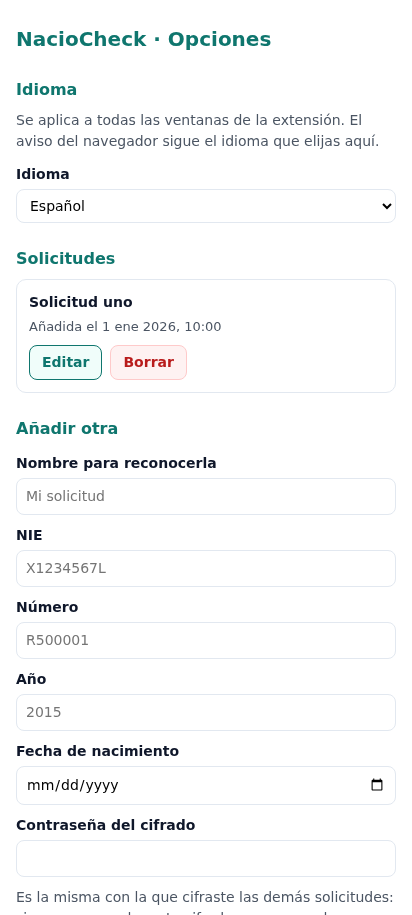 NacioCheck · Opciones
Idioma
Se aplica a todas las ventanas de la extensión. El
aviso del navegador sigue el idioma que elijas aquí.
Idioma
Español
Solicitudes
Solicitud uno
Añadida el 1 ene 2026, 10:00
Editar Borrar
Añadir otra
Nombre para reconocerla
Mi solicitud
NIE
X1234567L
Número
R500001
Año
2015
Fecha de nacimiento
mm/dd/yyyy
Contraseña del cifrado
Es la misma con la que cifraste las demás solicitudes: